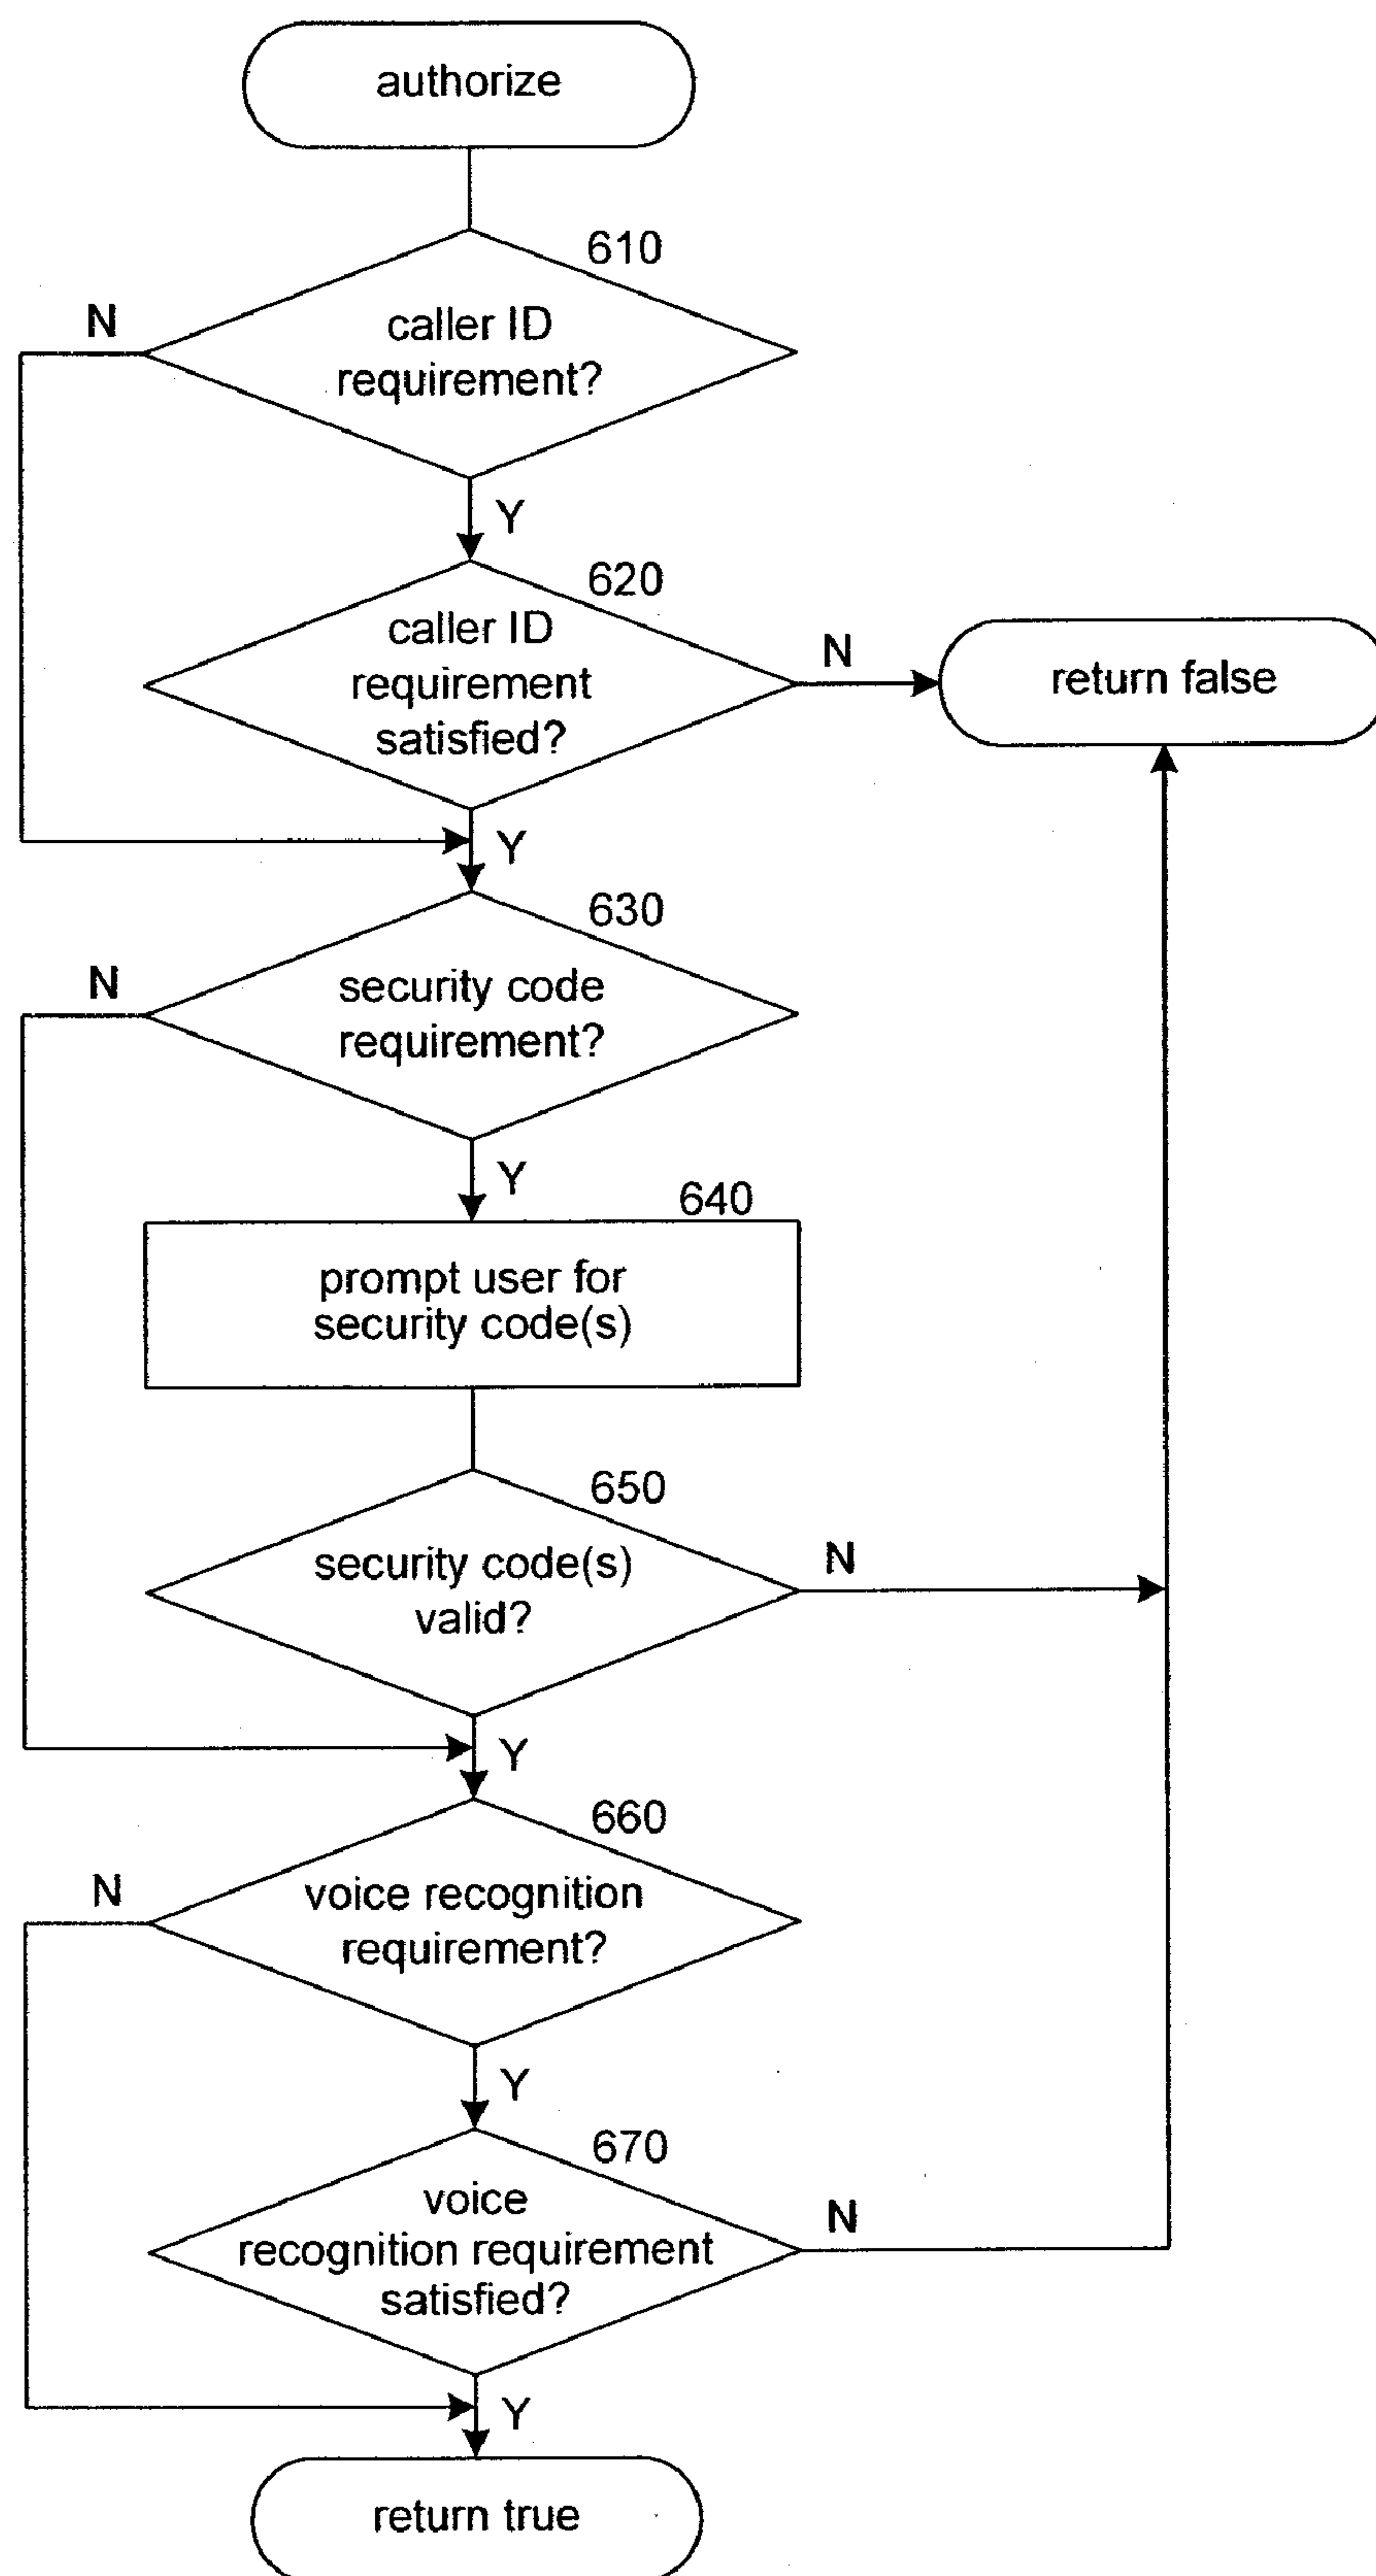 authorize
610
N
caller ID
requirement?
Y
620
caller ID
requirement
satisfied?
N
return false
Y
630
N
security code
requirement?
Y
640
prompt user for
security code(s)
650
security code(s)
valid?
N
Y
660
N
voice recognition
requirement?
Y
670
voice
recognition requirement
satisfied?
N
Y
return true